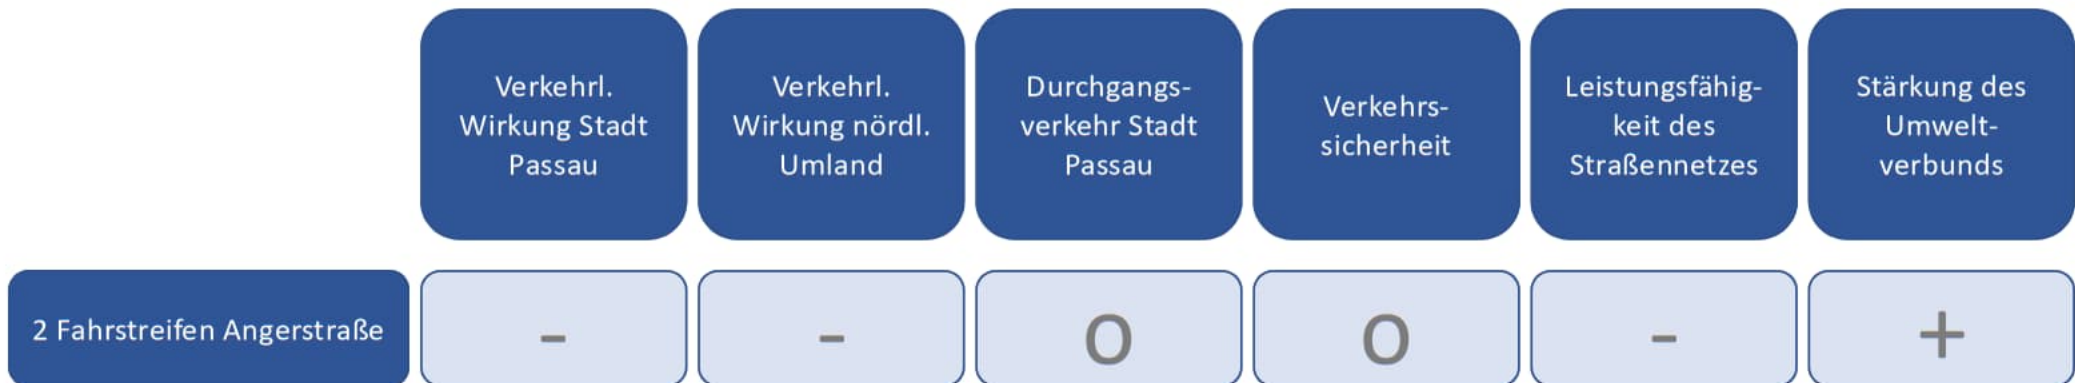 Verkehrl.
Wirkung Stadt
Passau
Verkehrl.
Wirkung nördl.
Umland
Durchgangs-
verkehr Stadt
Passau
Verkehrs-
sicherheit
Leistungsfähig-
keit des
Straßennetzes
Stärkung des
Umwelt-
verbunds
2 Fahrstreifen Angerstraße
-
-
o
o
-
+